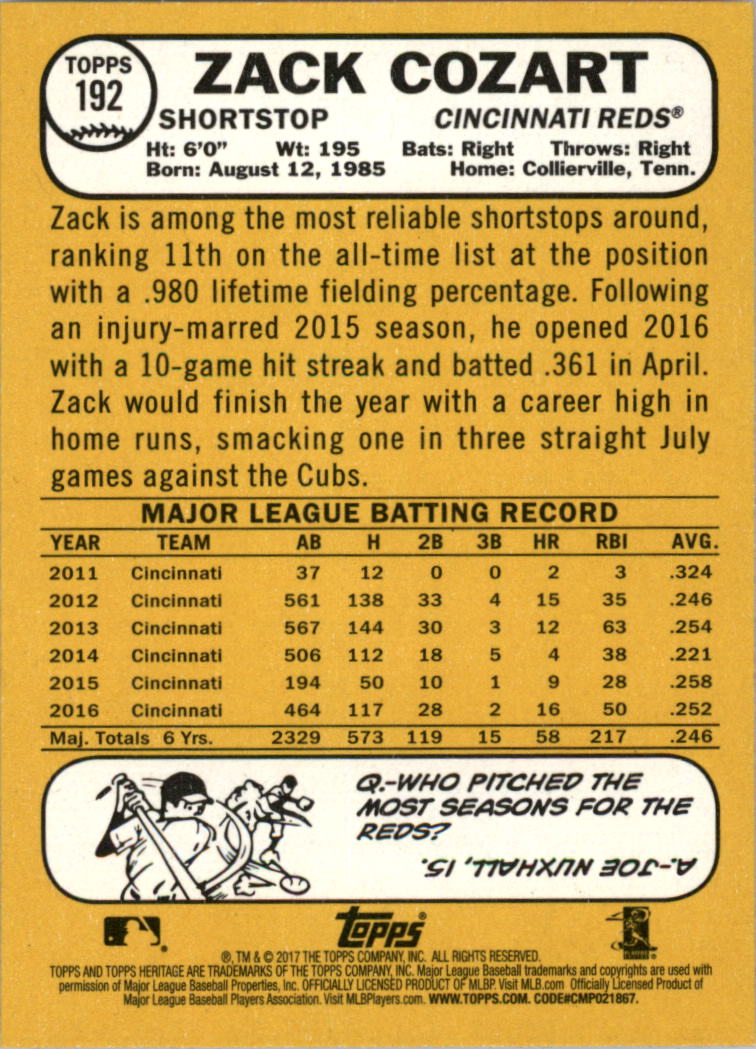 TOPPS
192
ZACK COZART
SHORTSTOP CINCINNATI REDS®
Ht: 6'0" Wt: 195 Bats: Right Throws: Right
Born: August 12, 1985 Home: Collierville, Tenn.
Zack is among the most reliable shortstops around,
ranking 11th on the all-time list at the position
with a .980 lifetime fielding percentage. Following
an injury-marred 2015 season, he opened 2016
with a 10-game hit streak and batted .361 in April.
Zack would finish the year with a career high in
home runs, smacking one in three straight July
games against the Cubs.
MAJOR LEAGUE BATTING RECORD
YEAR TEAM AB H 2B 3B HR RBI AVG.
2011 Cincinnati 37 12 0 0 2 3 .324
2012 Cincinnati 561 138 33 4 15 35 .246
2013 Cincinnati 567 144 30 3 12 63 .254
2014 Cincinnati 506 112 18 5 4 38 .221
2015 Cincinnati 194 50 10 1 9 28 .258
2016 Cincinnati 464 117 28 2 16 50 .252
Maj. Totals 6 Yrs. 2329 573 119 15 58 217 .246
Q.-WHO PITCHED THE
MOST SEASONS FOR THE
REDS?
A.-JOE NUXHALL, 15.
topps®
®, TM & © 2017 THE TOPPS COMPANY, INC. ALL RIGHTS RESERVED.
TOPPS AND TOPPS HERITAGE ARE TRADEMARKS OF THE TOPPS COMPANY, INC. Major League Baseball trademarks and copyrights are used with
permission of Major League Baseball Properties, Inc. OFFICIALLY LICENSED PRODUCT OF MLBP. Visit MLB.com. Officially Licensed Product of
Major League Baseball Players Association. Visit MLBPlayers.com. WWW.TOPPS.COM. CODE#CMP021867.